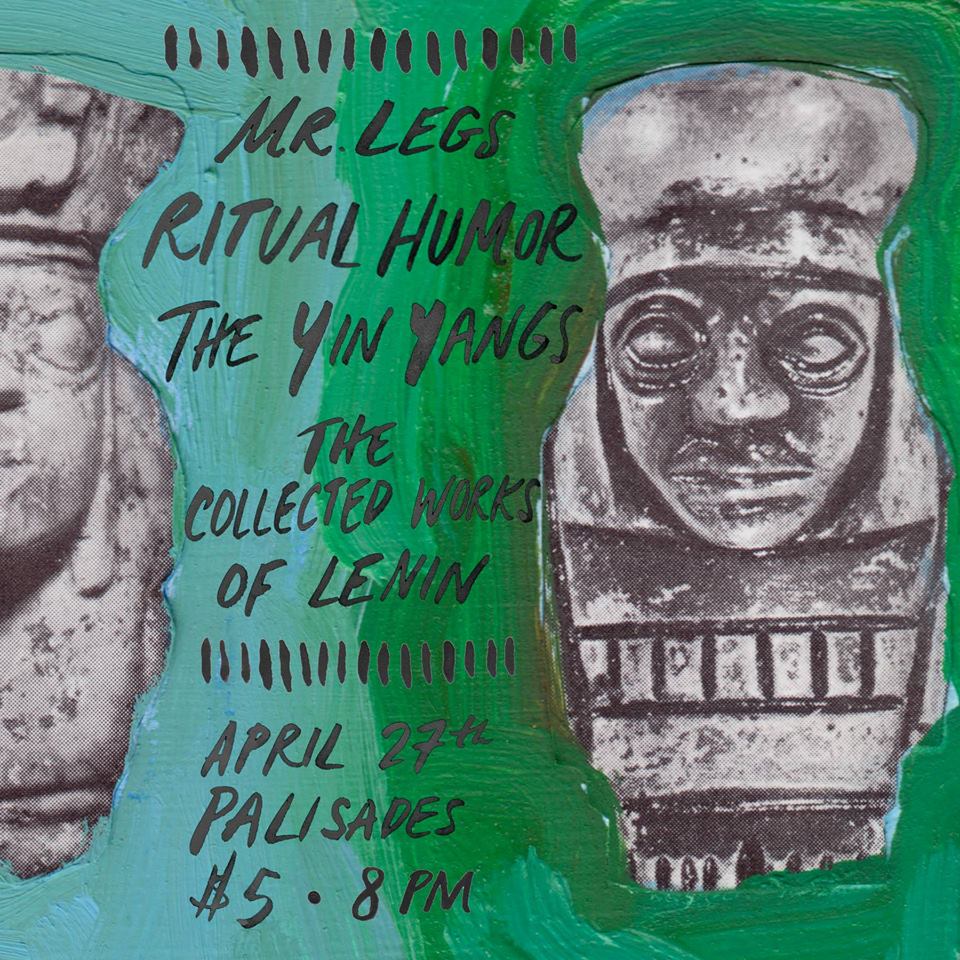 MR. LEGS
RITUAL HUMOR
THE YIN YANGS
THE
COLLECTED WORKS
OF LENIN
APRIL 27th
PALISADES
$5 • 8 PM